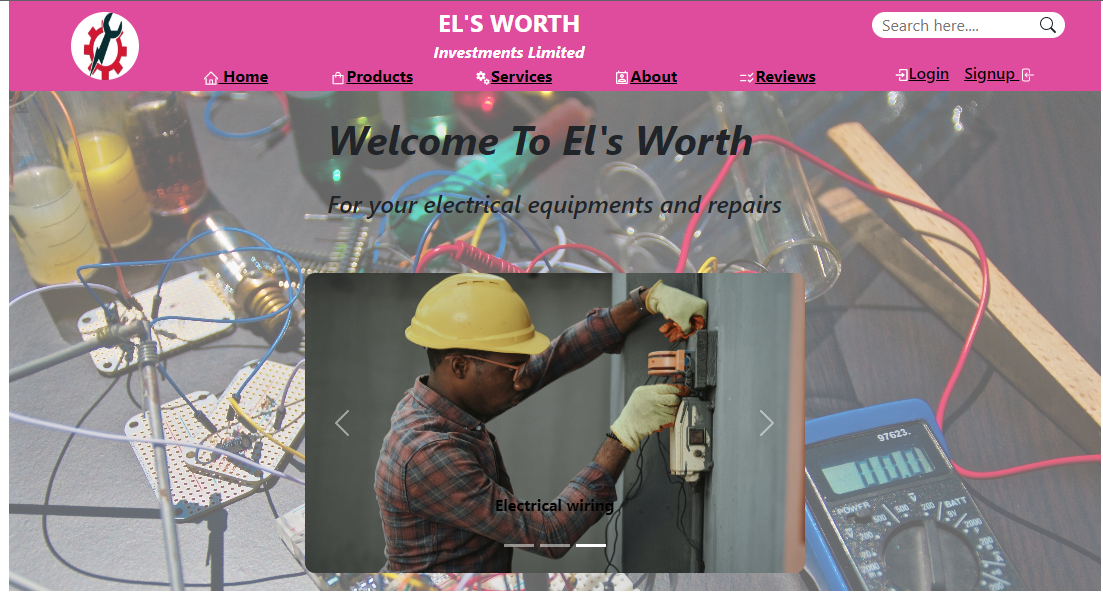 EL'S WORTH
Investments Limited
Search here....
Home
Products
Services
About
Reviews
Login
Signup
Welcome To El's Worth
For your electrical equipments and repairs
Electrical wiring
97623.
POWER
BATT